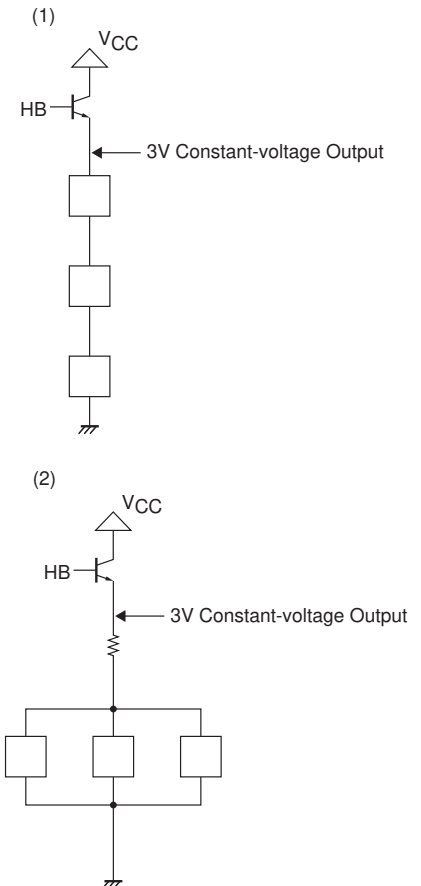 (1)
VCC
HB
3V Constant-voltage Output
(2)
VCC
HB
3V Constant-voltage Output